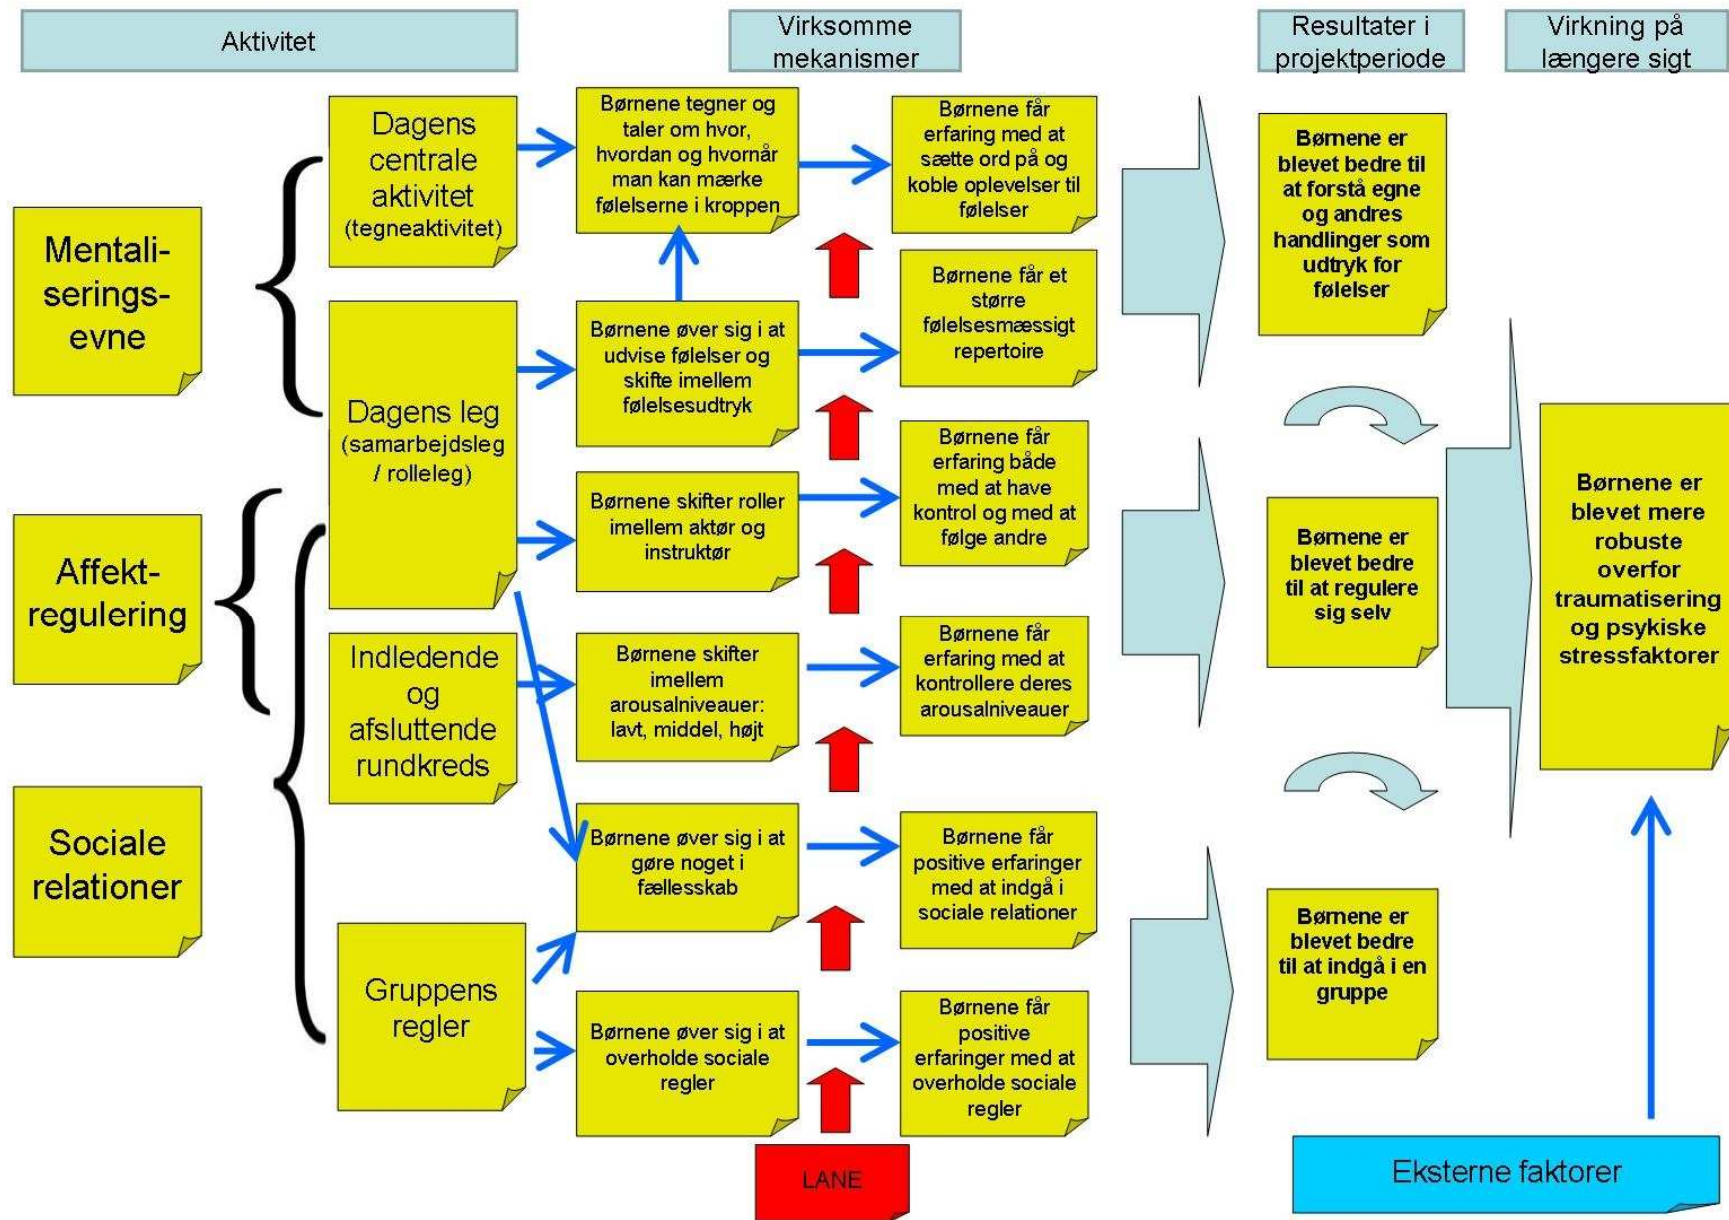 Aktivitet
Virksomme
mekanismer
Resultater i
projektperiode
Virkning på
længere sigt
Mentali-
serings-
evne
Affekt-
regulering
Sociale
relationer
Dagens
centrale
aktivitet
(tegneaktivitet)
Dagens leg
(samarbejdsleg
/ rolleleg)
Indledende
og
afsluttende
rundkreds
Gruppens
regler
Børnene tegner og
taler om hvor,
hvordan og hvornår
man kan mærke
følelserne i kroppen
Børnene øver sig i at
udvise følelser og
skifte imellem
følelsesudtryk
Børnene skifter roller
imellem aktør og
instruktør
Børnene skifter
imellem
arousalniveauer:
lavt, middel, højt
Børnene øver sig i at
gøre noget i
fællesskab
Børnene øver sig i at
overholde sociale
regler
Børnene får
erfaring med at
sætte ord på og
koble oplevelser til
følelser
Børnene får et
større
følelsesmæssigt
repertoire
Børnene får
erfaring både
med at have
kontrol og med at
følge andre
Børnene får
erfaring med at
kontrollere deres
arousalniveauer
Børnene får
positive erfaringer
med at indgå i
sociale relationer
Børnene får
positive
erfaringer med at
overholde sociale
regler
LANE
Børnene er
blevet bedre til
at forstå egne
og andres
handlinger som
udtryk for
følelser
Børnene er
blevet bedre
til at regulere
sig selv
Børnene er
blevet bedre
til at indgå i en
gruppe
Børnene er
blevet mere
robuste
overfor
traumatisering
og psykiske
stressfaktorer
Eksterne faktorer